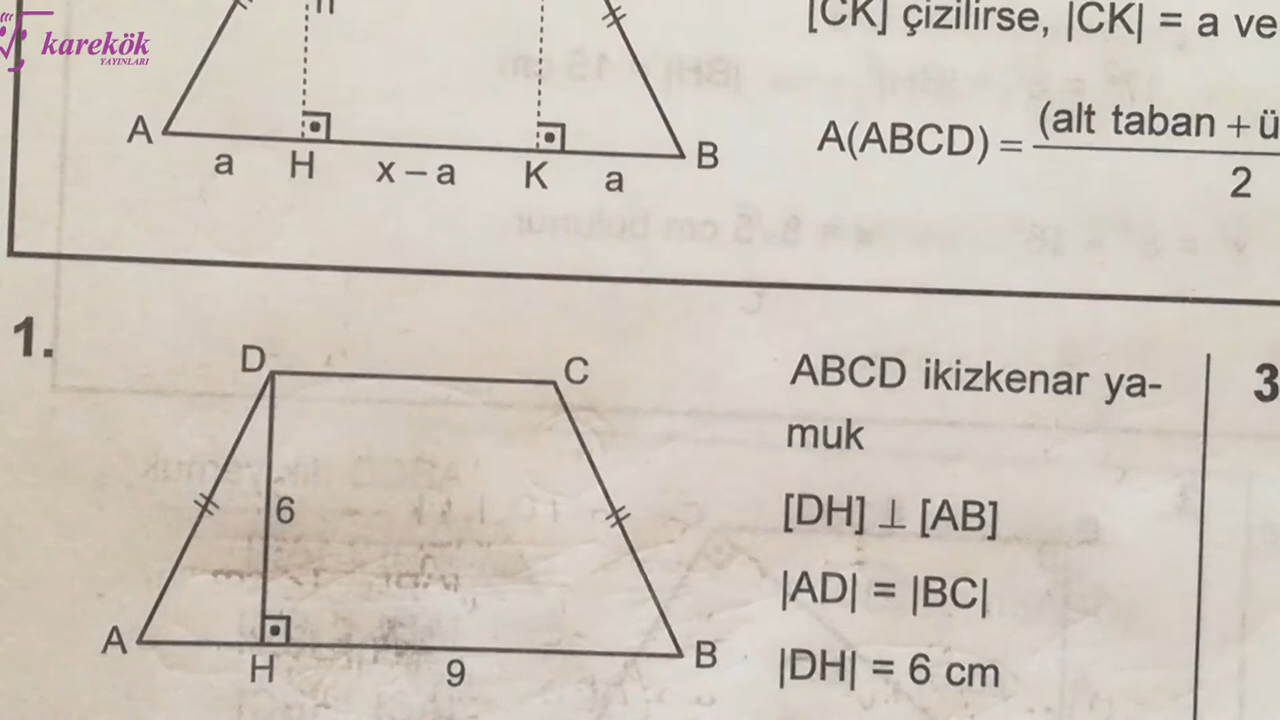 karekök
YAYINLARI
[CK] çizilirse, |CK| = a ve
A
a
H
x – a
K
a
B
A(ABCD) = (alt taban + ü
2
1.
D
C
6
A
H
9
B
ABCD ikizkenar ya-
muk
[DH] ⊥ [AB]
|AD| = |BC|
|DH| = 6 cm
3